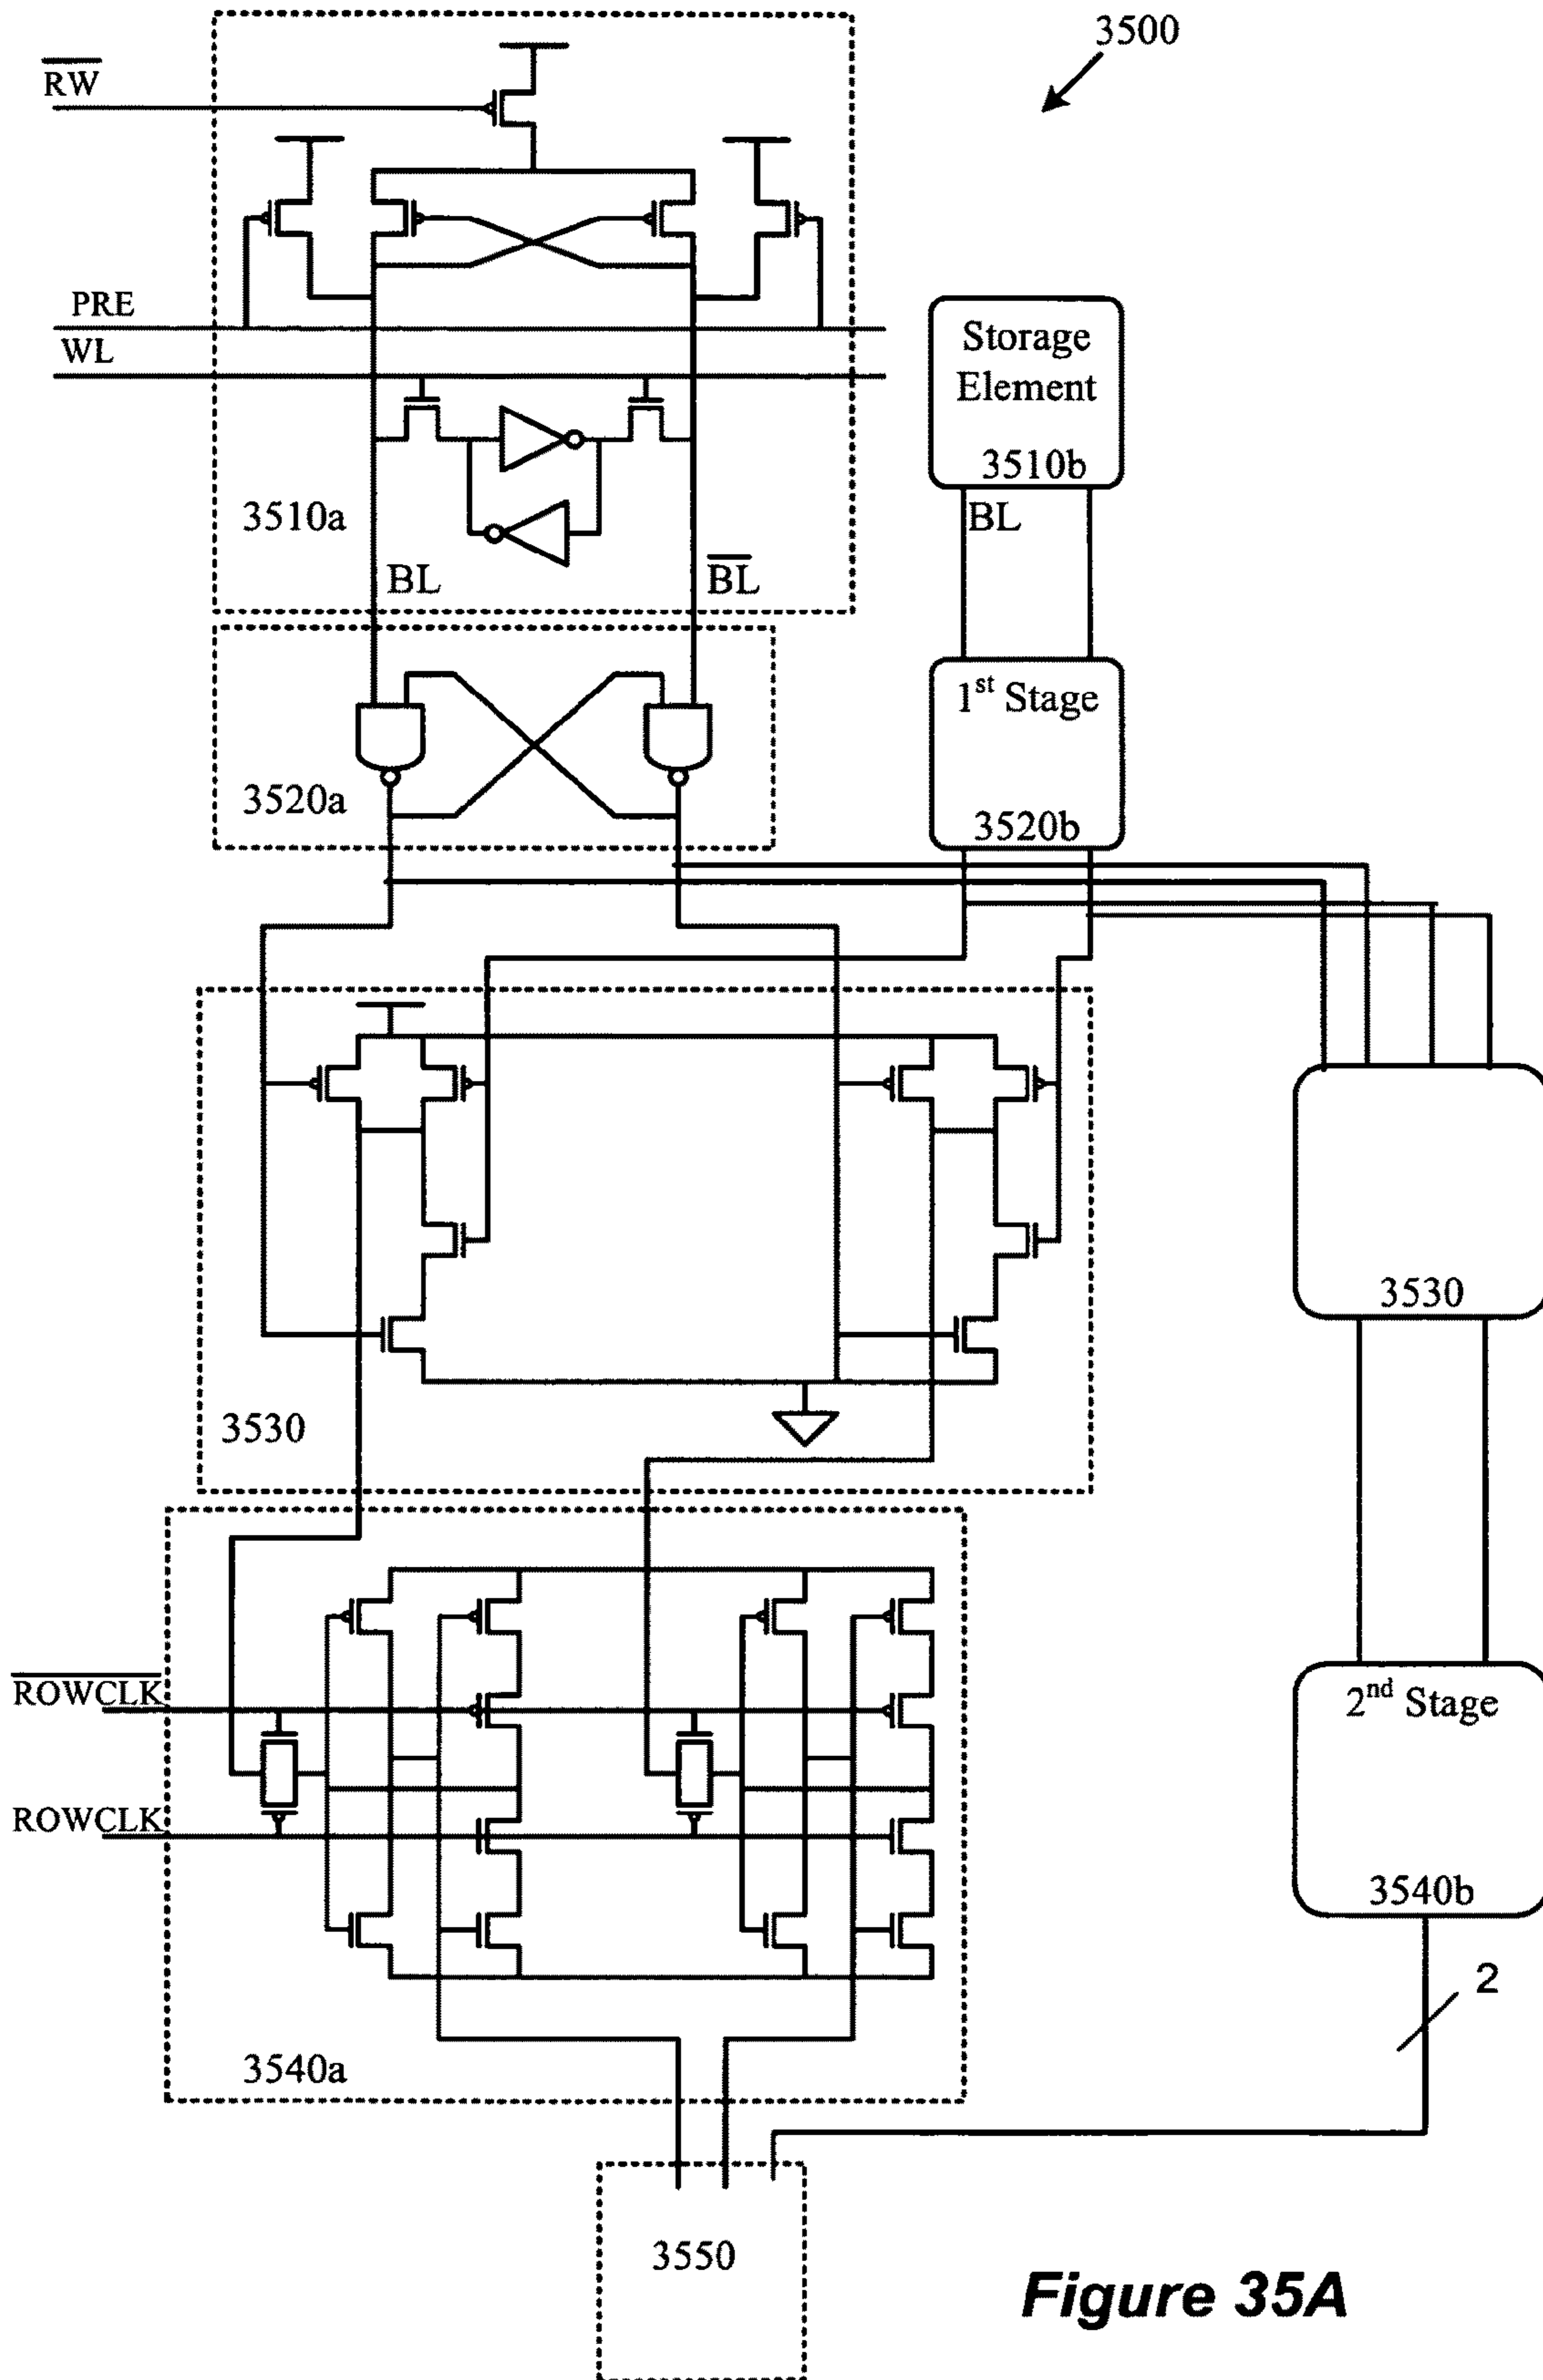 3500
RW
PRE
WL
Storage
Element
3510b
3510a
BL
BL
BL
1st Stage
3520a
3520b
3530
3530
ROWCLK
2nd Stage
ROWCLK
3540b
2
3540a
3550
Figure 35A